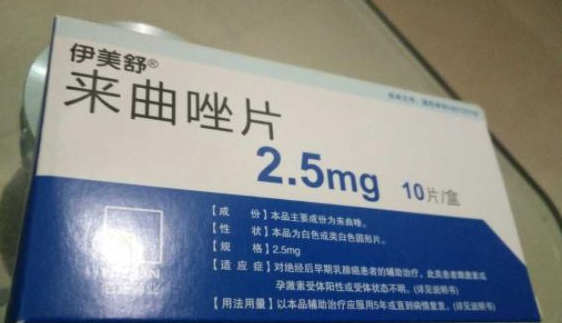 伊美舒®
来曲唑片
2.5mg 10片/盒
【成 份】本品主要成份为来曲唑。
【性 状】本品为白色或类白色圆形片。
【规 格】2.5mg
【适应症】对绝经后早期乳腺癌患者的辅助治疗，此类患者雌激素或
孕激素受体阳性或受体状态不明。(详见说明书)
【用法用量】以本品辅助治疗应服用5年或直到病情复发。(详见说明书)